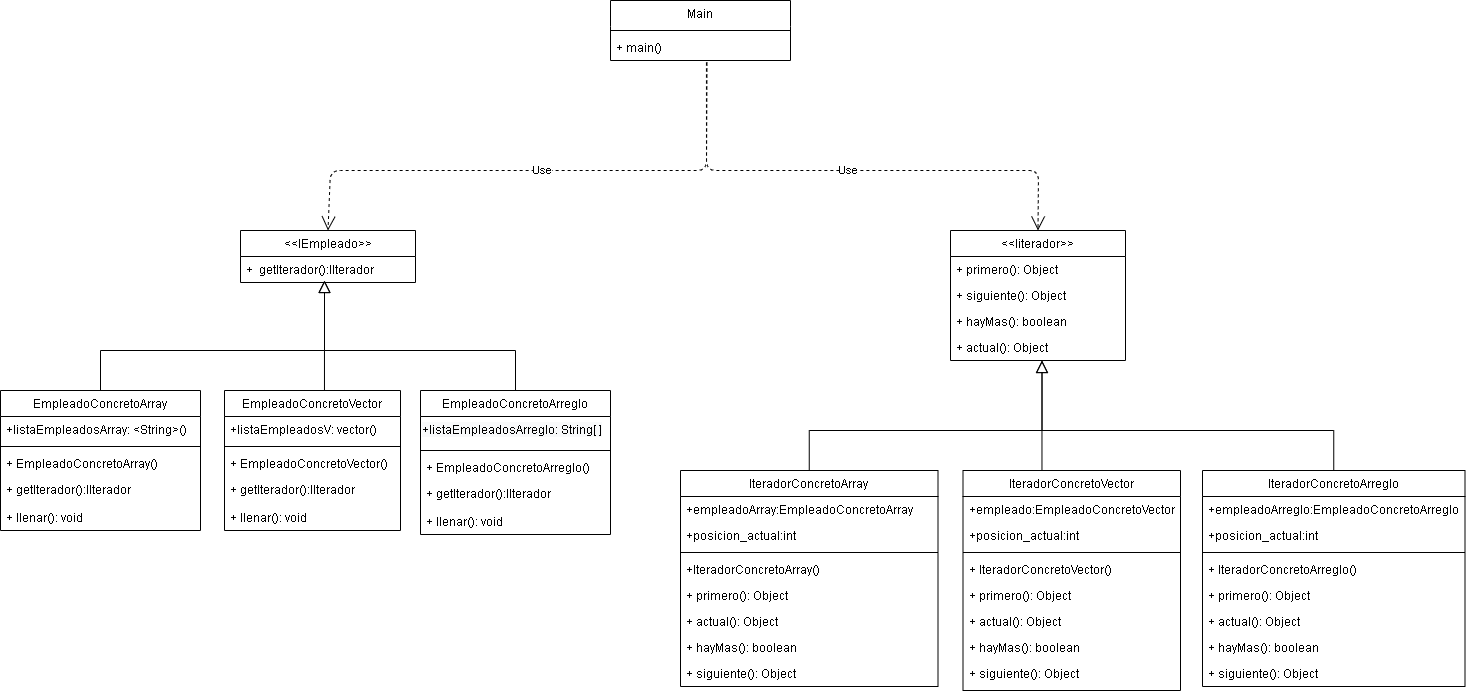 Main
+ main()
Use
Use
<<IEmpleado>>
+ getIterador():IIterador
<<Iiterador>>
+ primero(): Object
+ siguiente(): Object
+ hayMas(): boolean
+ actual(): Object
EmpleadoConcretoArray
+listaEmpleadosArray: <String>()
+ EmpleadoConcretoArray()
+ getIterador():IIterador
+ llenar(): void
EmpleadoConcretoVector
+listaEmpleadosV: vector()
+ EmpleadoConcretoVector()
+ getIterador():IIterador
+ llenar(): void
EmpleadoConcretoArreglo
+listaEmpleadosArreglo: String[]
+ EmpleadoConcretoArreglo()
+ getIterador():IIterador
+ llenar(): void
IteradorConcretoArray
+empleadoArray:EmpleadoConcretoArray
+posicion_actual:int
+IteradorConcretoArray()
+ primero(): Object
+ actual(): Object
+ hayMas(): boolean
+ siguiente(): Object
IteradorConcretoVector
+empleado:EmpleadoConcretoVector
+posicion_actual:int
+ IteradorConcretoVector()
+ primero(): Object
+ actual(): Object
+ hayMas(): boolean
+ siguiente(): Object
IteradorConcretoArreglo
+empleadoArreglo:EmpleadoConcretoArreglo
+posicion_actual:int
+ IteradorConcretoArreglo()
+ primero(): Object
+ actual(): Object
+ hayMas(): boolean
+ siguiente(): Object